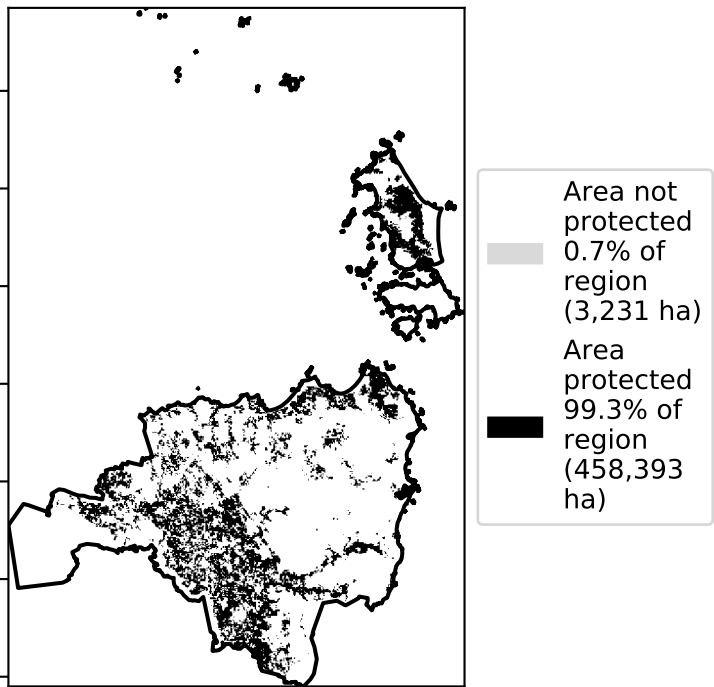 Area not
protected
0.7% of
region
(3,231 ha)
Area
protected
99.3% of
region
(458,393
ha)